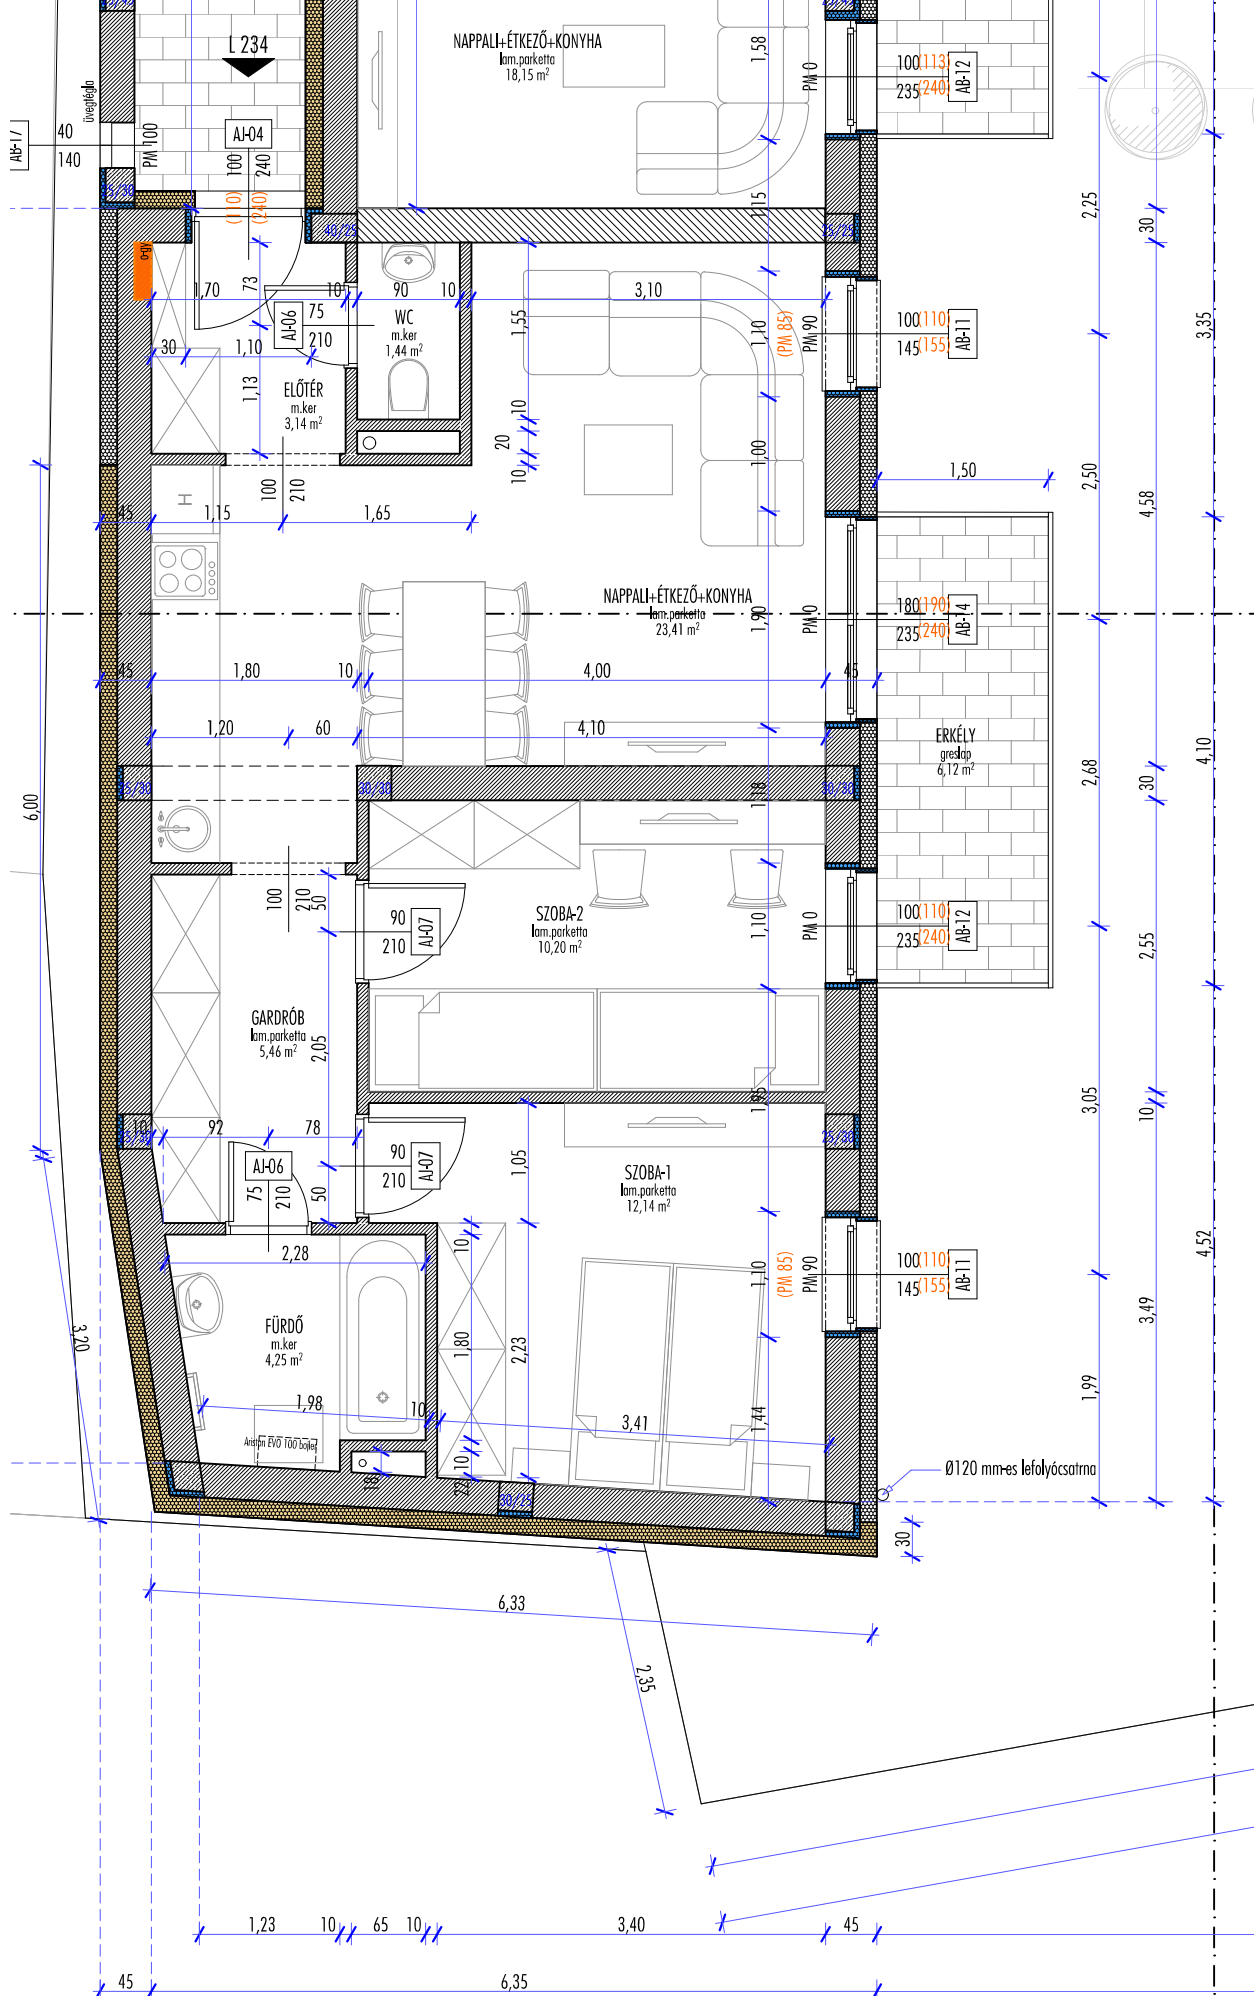 L 234
üvegtégla
40
140
PM 100
AJ-04
100
240
(110)
(240)
NAPPALI+ÉTKEZŐ+KONYHA
lam.parketta
18,15 m²
1,58
PM 0
100(113)
235(240)
AB-12
2,25
30
3,35
40/25
25/25
1,15
o-gy
1,70
73
10
90
10
3,10
AJ-06
75
210
WC
m.ker
1,44 m²
1,55
1,10
(PM 85)
PM 90
100(110)
145(155)
AB-11
30
1,10
1,13
ELŐTÉR
m.ker
3,14 m²
10
20
10
1,00
2,50
4,58
1,50
H
100
210
45
1,15
1,65
NAPPALI+ÉTKEZŐ+KONYHA
lam.parketta
23,41 m²
1,90
PM 0
180(190)
235(240)
AB-14
45
1,80
10
4,00
45
1,20
60
4,10
ERKÉLY
greslap
6,12 m²
2,68
30
4,10
6,00
30/30
30/30
1,18
100
210
50
90
210
AJ-07
SZOBA-2
lam.parketta
10,20 m²
1,10
PM 0
100(110)
235(240)
AB-12
2,55
GARDRÓB
lam.parketta
5,46 m²
2,05
1,95
3,05
10
10
92
78
25/30
AJ-06
75
210
50
90
210
AJ-07
1,05
SZOBA-1
lam.parketta
12,14 m²
2,28
10
1,10
(PM 85)
PM 90
100(110)
145(155)
AB-11
4,52
3,49
3,20
FÜRDŐ
m.ker
4,25 m²
1,80
2,23
1,98
10
3,41
1,44
1,99
Ariston EVO 100 bojler
18
10
22
30/25
Ø120 mm-es lefolyócsatrna
30
6,33
2,35
1,23
10
65
10
3,40
45
45
6,35